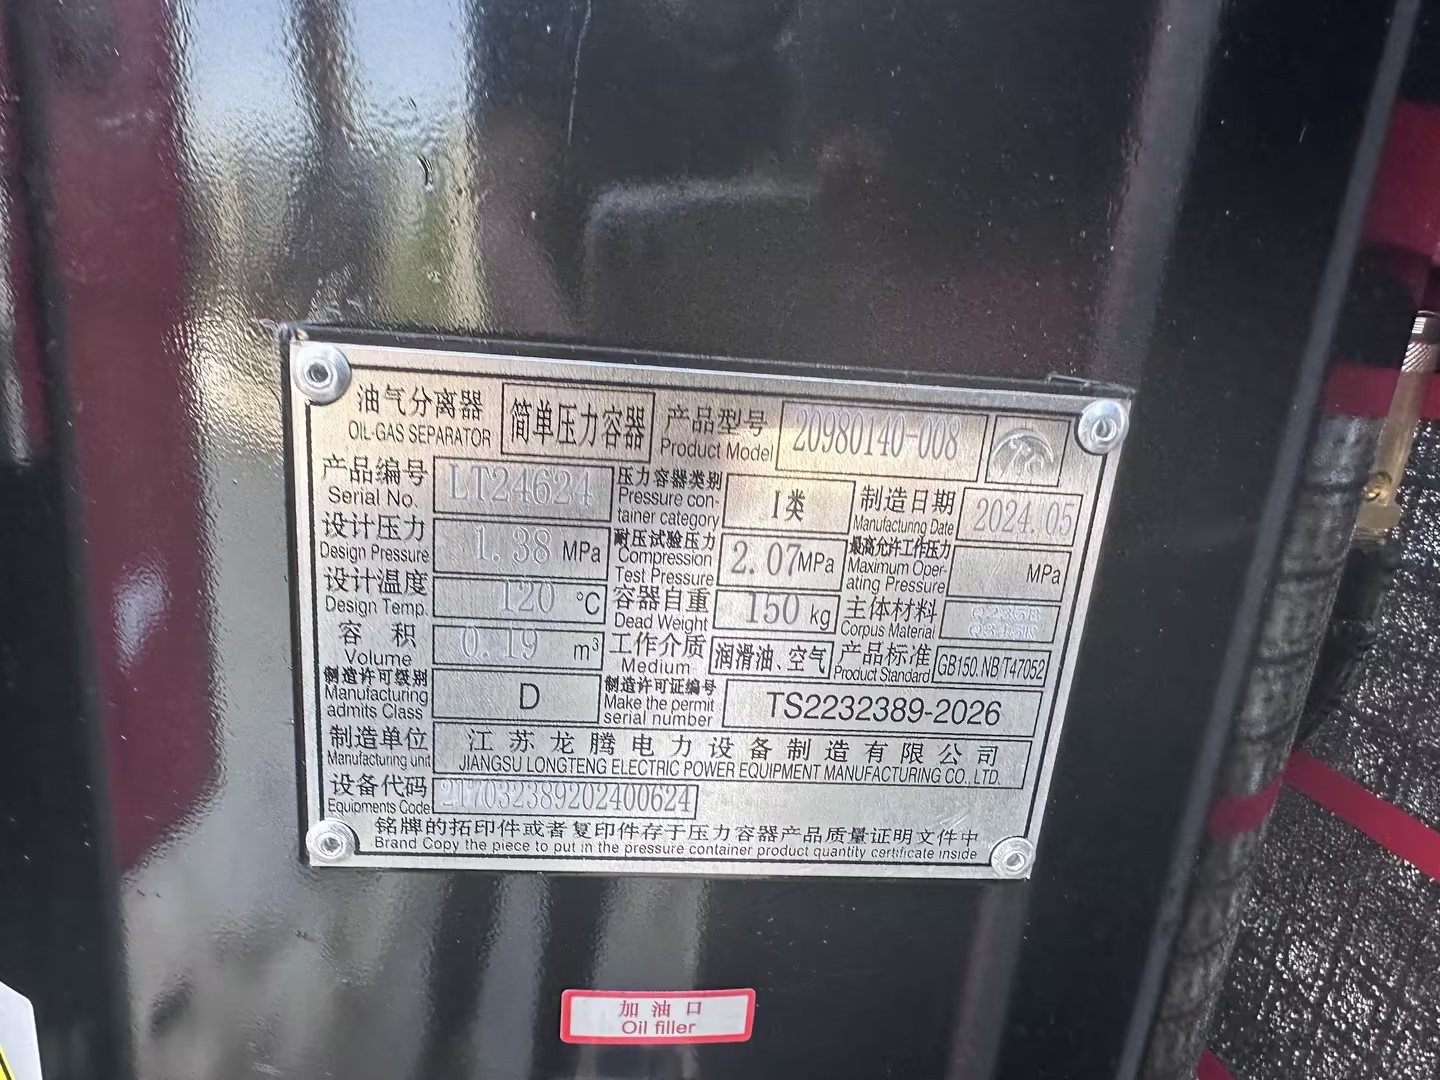 油气分离器 简单压力容器 产品型号 20980140-008
OIL-GAS SEPARATOR Product Model
产品编号 LT24624 压力容器类别 I类 制造日期 2024.05
Serial No. Pressure con-tainer category Manufacturing Date
设计压力 1.38 MPa 耐压试验压力 2.07MPa 最高允许工作压力 MPa
Design Pressure Compression Test Pressure Maximum Oper-ating Pressure
设计温度 120 °C 容器自重 150 kg 主体材料
Design Temp. Dead Weight Corpus Material
容积 0.19 m³ 工作介质 润滑油、空气 产品标准 GB150.NB/T47052
Volume Medium Product Standard
制造许可级别 D 制造许可证编号 TS2232389-2026
Manufacturing admits Class Make the permit serial number
制造单位 江苏龙腾电力设备制造有限公司
Manufacturing unit JIANGSU LONGTENG ELECTRIC POWER EQUIPMENT MANUFACTURING CO., LTD.
设备代码 217032389202400624
Equipments Code
铭牌的拓印件或者复印件存于压力容器产品质量证明文件中
Brand Copy the piece to put in the pressure container product quantity certificate inside
加油口
Oil filler